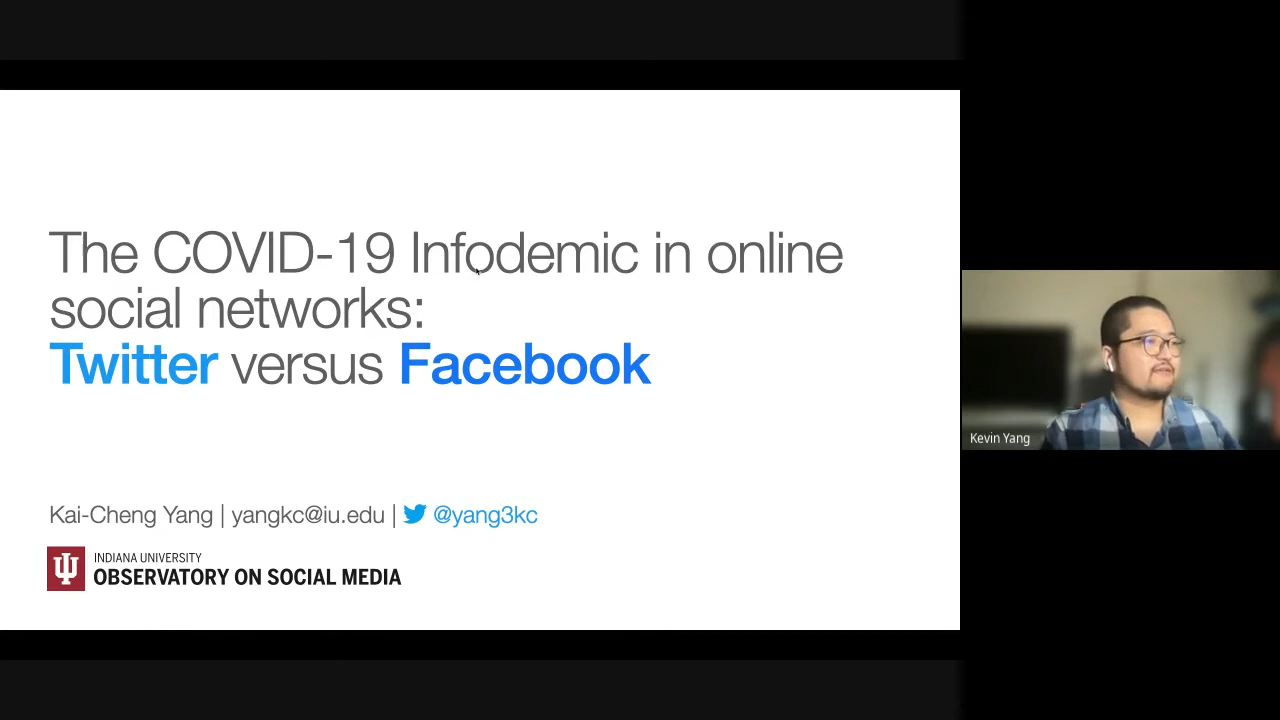 The COVID-19 Infodemic in online
social networks:
Twitter versus Facebook
Kai-Cheng Yang | yangkc@iu.edu | @yang3kc
INDIANA UNIVERSITY
OBSERVATORY ON SOCIAL MEDIA
Kevin Yang